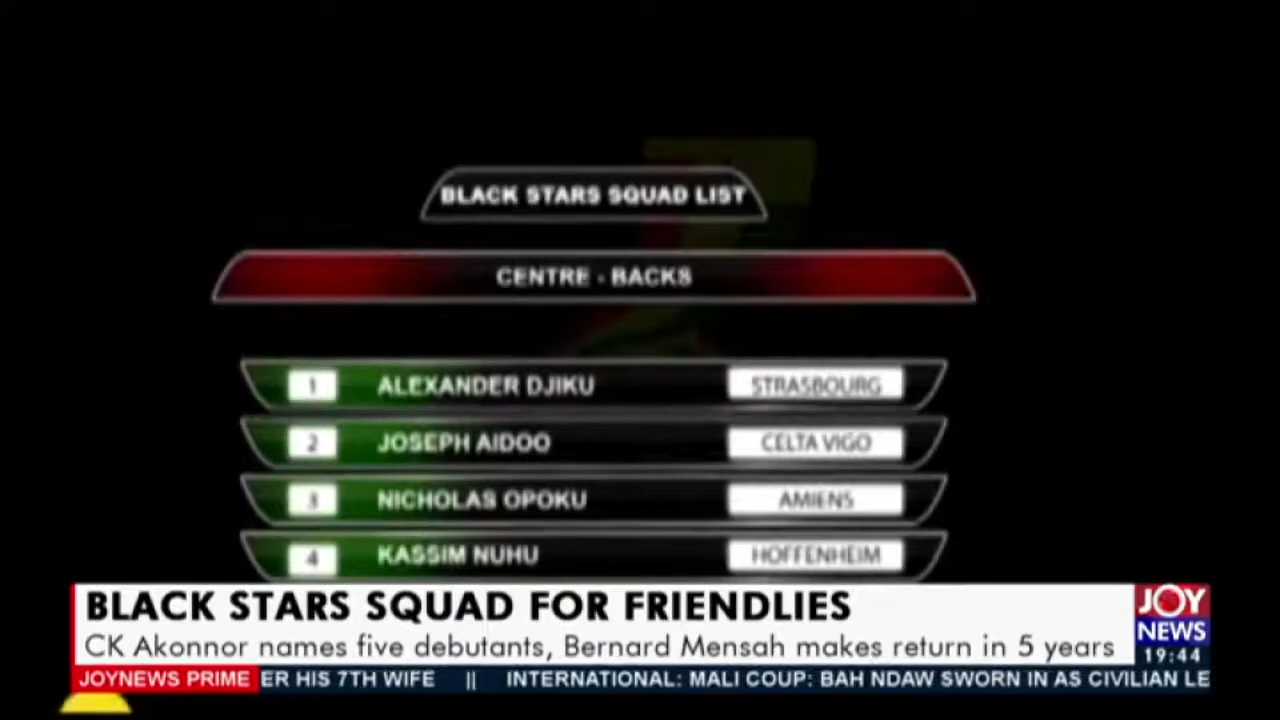 BLACK STARS SQUAD LIST
CENTRE - BACKS
1 ALEXANDER DJIKU STRASBOURG
2 JOSEPH AIDOO CELTA VIGO
3 NICHOLAS OPOKU AMIENS
4 KASSIM NUHU HOFFENHEIM
BLACK STARS SQUAD FOR FRIENDLIES
CK Akonnor names five debutants, Bernard Mensah makes return in 5 years
JOY
NEWS
19:44
JOYNEWS PRIME ER HIS 7TH WIFE || INTERNATIONAL: MALI COUP: BAH NDAW SWORN IN AS CIVILIAN LE